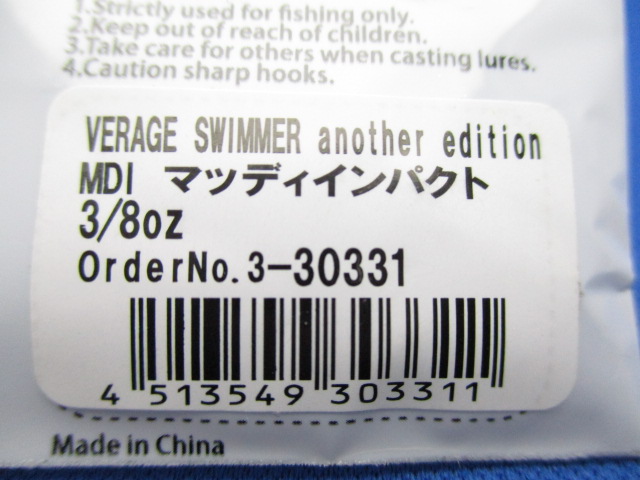 1.Strictly used for fishing only.
2.Keep out of reach of children.
3.Take care for others when casting lures.
4.Caution sharp hooks.
VERAGE SWIMMER another edition
MDI マッディインパクト
3/8oz
OrderNo.3-30331
4 513549 303311
Made in China